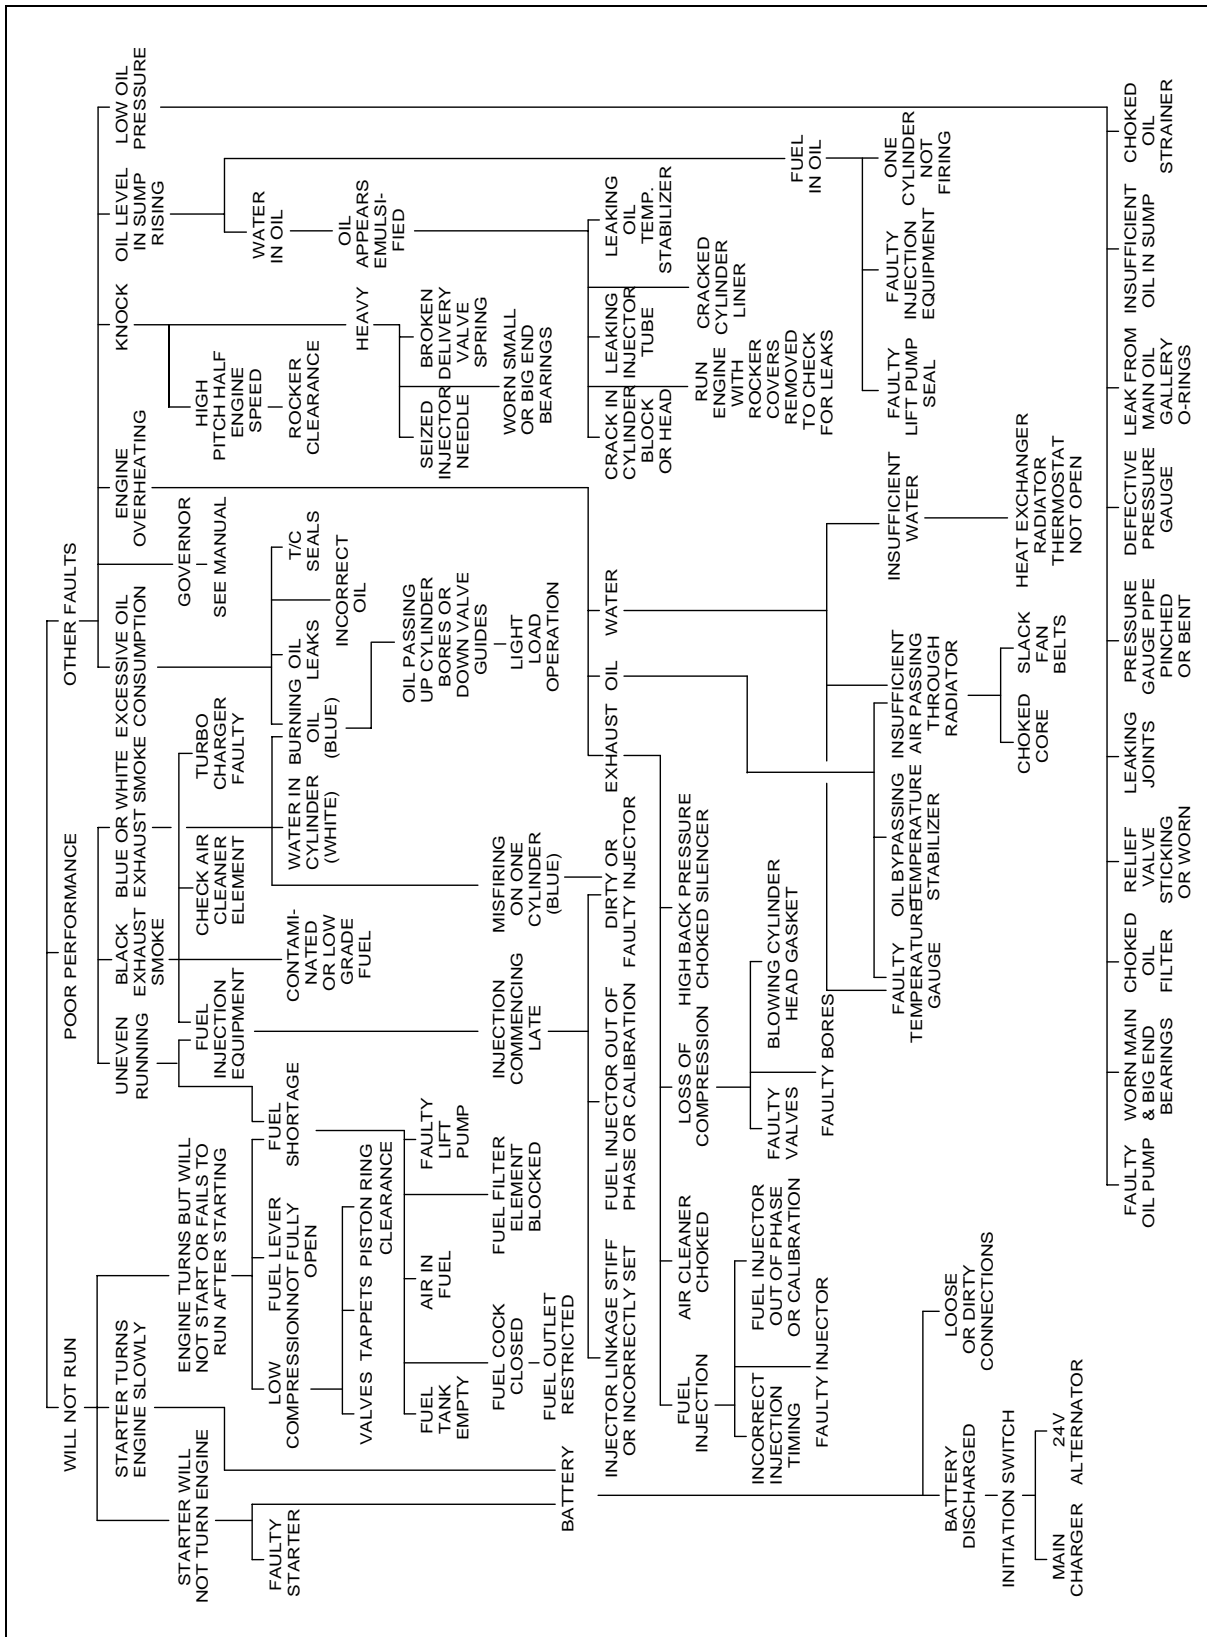 WILL NOT RUN
POOR PERFORMANCE
OTHER FAULTS
STARTER WILL
NOT TURN ENGINE
STARTER TURNS
ENGINE SLOWLY
ENGINE TURNS BUT WILL
NOT START OR FAILS TO
RUN AFTER STARTING
UNEVEN
RUNNING
BLACK
EXHAUST
SMOKE
BLUE OR WHITE
EXHAUST SMOKE
EXCESSIVE OIL
CONSUMPTION
GOVERNOR
SEE MANUAL
ENGINE
OVERHEATING
KNOCK
OIL LEVEL
IN SUMP
RISING
LOW OIL
PRESSURE
FAULTY
STARTER
LOW
COMPRESSION
FUEL LEVER
NOT FULLY
OPEN
FUEL
SHORTAGE
FUEL
INJECTION
EQUIPMENT
CHECK AIR
CLEANER
ELEMENT
TURBO
CHARGER
FAULTY
CONTAMI-
NATED
OR LOW
GRADE
FUEL
WATER IN
CYLINDER
(WHITE)
BURNING
OIL
(BLUE)
OIL
LEAKS
INCORRECT
OIL
T/C
SEALS
HIGH
PITCH HALF
ENGINE
SPEED
ROCKER
CLEARANCE
HEAVY
WATER
IN OIL
OIL
APPEARS
EMULSI-
FIED
VALVES
TAPPETS
PISTON RING
CLEARANCE
OIL PASSING
UP CYLINDER
BORES OR
DOWN VALVE
GUIDES
LIGHT
LOAD
OPERATION
SEIZED
INJECTOR
NEEDLE
BROKEN
DELIVERY
VALVE
SPRING
WORN SMALL
OR BIG END
BEARINGS
FUEL
TANK
EMPTY
AIR IN
FUEL
FAULTY
LIFT
PUMP
FUEL COCK
CLOSED
FUEL OUTLET
RESTRICTED
FUEL FILTER
ELEMENT
BLOCKED
INJECTION
COMMENCING
LATE
MISFIRING
ON ONE
CYLINDER
(BLUE)
BATTERY
INJECTOR LINKAGE STIFF
OR INCORRECTLY SET
FUEL INJECTOR OUT OF
PHASE OR CALIBRATION
DIRTY OR
FAULTY INJECTOR
EXHAUST
OIL
WATER
CRACK IN
CYLINDER
BLOCK
OR HEAD
LEAKING
INJECTOR
TUBE
LEAKING
OIL
TEMP.
STABILIZER
RUN
ENGINE
WITH
ROCKER
COVERS
REMOVED
TO CHECK
FOR LEAKS
CRACKED
CYLINDER
LINER
FUEL
IN OIL
FUEL
INJECTION
AIR CLEANER
CHOKED
LOSS OF
COMPRESSION
HIGH BACK PRESSURE
CHOKED SILENCER
INCORRECT
INJECTION
TIMING
FUEL INJECTOR
OUT OF PHASE
OR CALIBRATION
FAULTY INJECTOR
FAULTY
VALVES
BLOWING CYLINDER
HEAD GASKET
FAULTY BORES
FAULTY
TEMPERATURE
GAUGE
OIL BYPASSING
TEMPERATURE
STABILIZER
INSUFFICIENT
AIR PASSING
THROUGH
RADIATOR
INSUFFICIENT
WATER
FAULTY
LIFT PUMP
SEAL
FAULTY
INJECTION
EQUIPMENT
ONE
CYLINDER
NOT
FIRING
CHOKED
CORE
SLACK
FAN
BELTS
HEAT EXCHANGER
RADIATOR
THERMOSTAT
NOT OPEN
BATTERY
DISCHARGED
LOOSE
OR DIRTY
CONNECTIONS
INITIATION SWITCH
MAIN
CHARGER
24V
ALTERNATOR
FAULTY
OIL PUMP
WORN MAIN
& BIG END
BEARINGS
CHOKED
OIL
FILTER
RELIEF
VALVE
STICKING
OR WORN
LEAKING
JOINTS
PRESSURE
GAUGE PIPE
PINCHED
OR BENT
DEFECTIVE
PRESSURE
GAUGE
LEAK FROM
MAIN OIL
GALLERY
O-RINGS
INSUFFICIENT
OIL IN SUMP
CHOKED
OIL
STRAINER